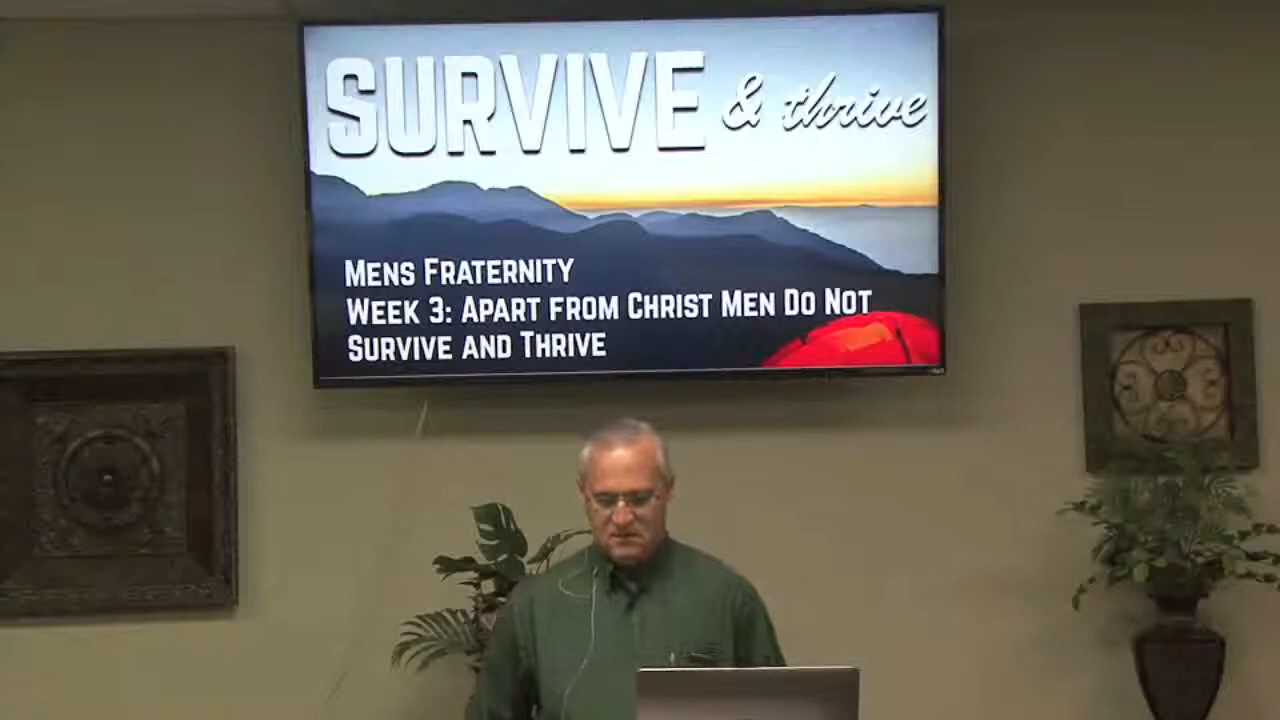 SURVIVE & thrive
MENS FRATERNITY
WEEK 3: APART FROM CHRIST MEN DO NOT
SURVIVE AND THRIVE